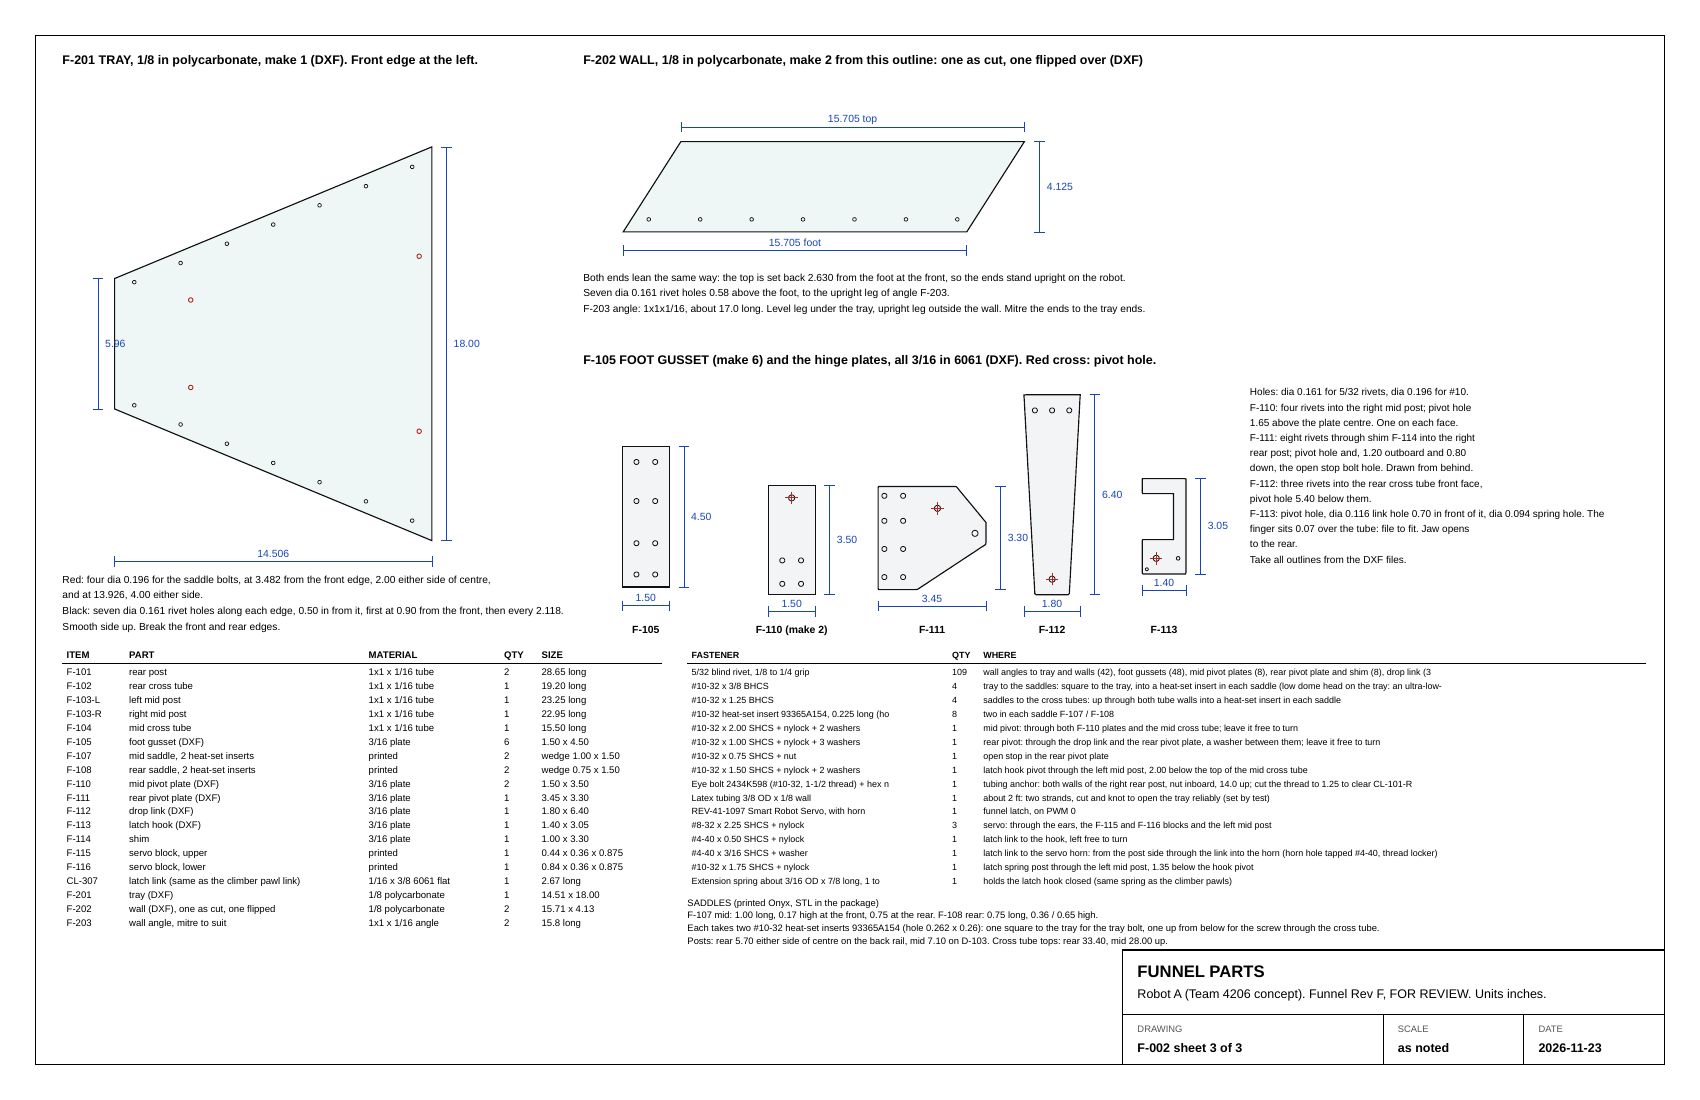 F-201 TRAY, 1/8 in polycarbonate, make 1 (DXF). Front edge at the left.
5.96
18.00
14.506
Red: four dia 0.196 for the saddle bolts, at 3.482 from the front edge, 2.00 either side of centre,
and at 13.926, 4.00 either side.
Black: seven dia 0.161 rivet holes along each edge, 0.50 in from it, first at 0.90 from the front, then every 2.118.
Smooth side up. Break the front and rear edges.
F-202 WALL, 1/8 in polycarbonate, make 2 from this outline: one as cut, one flipped over (DXF)
15.705 top
4.125
15.705 foot
Both ends lean the same way: the top is set back 2.630 from the foot at the front, so the ends stand upright on the robot.
Seven dia 0.161 rivet holes 0.58 above the foot, to the upright leg of angle F-203.
F-203 angle: 1x1x1/16, about 17.0 long. Level leg under the tray, upright leg outside the wall. Mitre the ends to the tray ends.
F-105 FOOT GUSSET (make 6) and the hinge plates, all 3/16 in 6061 (DXF). Red cross: pivot hole.
4.50
1.50
F-105
3.50
1.50
F-110 (make 2)
3.30
3.45
F-111
6.40
1.80
F-112
3.05
1.40
F-113
Holes: dia 0.161 for 5/32 rivets, dia 0.196 for #10.
F-110: four rivets into the right mid post; pivot hole
1.65 above the plate centre. One on each face.
F-111: eight rivets through shim F-114 into the right
rear post; pivot hole and, 1.20 outboard and 0.80
down, the open stop bolt hole. Drawn from behind.
F-112: three rivets into the rear cross tube front face,
pivot hole 5.40 below them.
F-113: pivot hole, dia 0.116 link hole 0.70 in front of it, dia 0.094 spring hole. The
finger sits 0.07 over the tube: file to fit. Jaw opens
to the rear.
Take all outlines from the DXF files.
ITEM PART MATERIAL QTY SIZE
F-101 rear post 1x1 x 1/16 tube 2 28.65 long
F-102 rear cross tube 1x1 x 1/16 tube 1 19.20 long
F-103-L left mid post 1x1 x 1/16 tube 1 23.25 long
F-103-R right mid post 1x1 x 1/16 tube 1 22.95 long
F-104 mid cross tube 1x1 x 1/16 tube 1 15.50 long
F-105 foot gusset (DXF) 3/16 plate 6 1.50 x 4.50
F-107 mid saddle, 2 heat-set inserts printed 2 wedge 1.00 x 1.50
F-108 rear saddle, 2 heat-set inserts printed 2 wedge 0.75 x 1.50
F-110 mid pivot plate (DXF) 3/16 plate 2 1.50 x 3.50
F-111 rear pivot plate (DXF) 3/16 plate 1 3.45 x 3.30
F-112 drop link (DXF) 3/16 plate 1 1.80 x 6.40
F-113 latch hook (DXF) 3/16 plate 1 1.40 x 3.05
F-114 shim 3/16 plate 1 1.00 x 3.30
F-115 servo block, upper printed 1 0.44 x 0.36 x 0.875
F-116 servo block, lower printed 1 0.84 x 0.36 x 0.875
CL-307 latch link (same as the climber pawl link) 1/16 x 3/8 6061 flat 1 2.67 long
F-201 tray (DXF) 1/8 polycarbonate 1 14.51 x 18.00
F-202 wall (DXF), one as cut, one flipped 1/8 polycarbonate 2 15.71 x 4.13
F-203 wall angle, mitre to suit 1x1 x 1/16 angle 2 15.8 long
FASTENER QTY WHERE
5/32 blind rivet, 1/8 to 1/4 grip 109 wall angles to tray and walls (42), foot gussets (48), mid pivot plates (8), rear pivot plate and shim (8), drop link (3
#10-32 x 3/8 BHCS 4 tray to the saddles: square to the tray, into a heat-set insert in each saddle (low dome head on the tray: an ultra-low-
#10-32 x 1.25 BHCS 4 saddles to the cross tubes: up through both tube walls into a heat-set insert in each saddle
#10-32 heat-set insert 93365A154, 0.225 long (ho 8 two in each saddle F-107 / F-108
#10-32 x 2.00 SHCS + nylock + 2 washers 1 mid pivot: through both F-110 plates and the mid cross tube; leave it free to turn
#10-32 x 1.00 SHCS + nylock + 3 washers 1 rear pivot: through the drop link and the rear pivot plate, a washer between them; leave it free to turn
#10-32 x 0.75 SHCS + nut 1 open stop in the rear pivot plate
#10-32 x 1.50 SHCS + nylock + 2 washers 1 latch hook pivot through the left mid post, 2.00 below the top of the mid cross tube
Eye bolt 2434K598 (#10-32, 1-1/2 thread) + hex n 1 tubing anchor: both walls of the right rear post, nut inboard, 14.0 up; cut the thread to 1.25 to clear CL-101-R
Latex tubing 3/8 OD x 1/8 wall 1 about 2 ft: two strands, cut and knot to open the tray reliably (set by test)
REV-41-1097 Smart Robot Servo, with horn 1 funnel latch, on PWM 0
#8-32 x 2.25 SHCS + nylock 3 servo: through the ears, the F-115 and F-116 blocks and the left mid post
#4-40 x 0.50 SHCS + nylock 1 latch link to the hook, left free to turn
#4-40 x 3/16 SHCS + washer 1 latch link to the servo horn: from the post side through the link into the horn (horn hole tapped #4-40, thread locker)
#10-32 x 1.75 SHCS + nylock 1 latch spring post through the left mid post, 1.35 below the hook pivot
Extension spring about 3/16 OD x 7/8 long, 1 to 1 holds the latch hook closed (same spring as the climber pawls)
SADDLES (printed Onyx, STL in the package)
F-107 mid: 1.00 long, 0.17 high at the front, 0.75 at the rear. F-108 rear: 0.75 long, 0.36 / 0.65 high.
Each takes two #10-32 heat-set inserts 93365A154 (hole 0.262 x 0.26): one square to the tray for the tray bolt, one up from below for the screw through the cross tube.
Posts: rear 5.70 either side of centre on the back rail, mid 7.10 on D-103. Cross tube tops: rear 33.40, mid 28.00 up.
FUNNEL PARTS
Robot A (Team 4206 concept). Funnel Rev F, FOR REVIEW. Units inches.
DRAWING SCALE DATE
F-002 sheet 3 of 3 as noted 2026-11-23